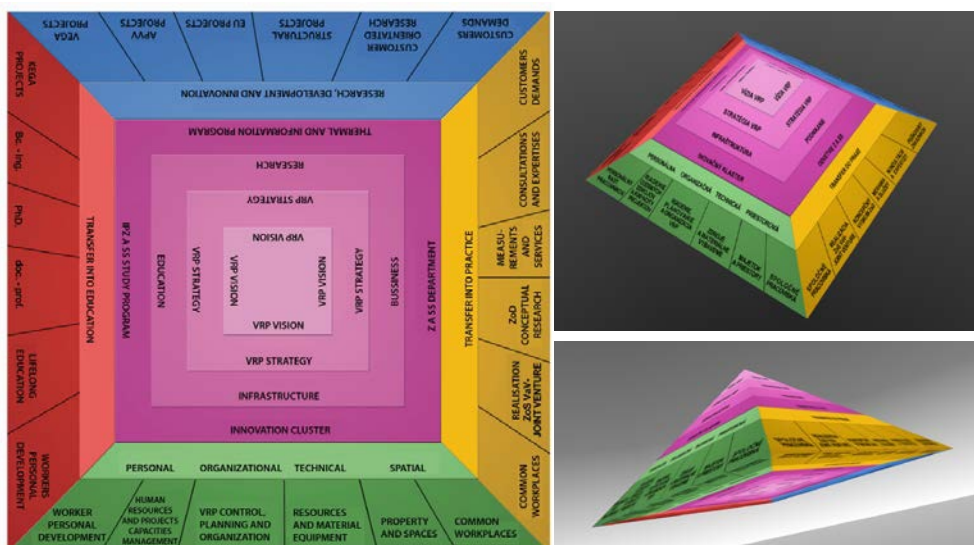 VEGA
PROJECTS
APVV
PROJECTS
EU PROJECTS
STRUCTURAL
PROJECTS
CUSTOMER
ORIENTATED
RESEARCH
CUSTOMERS
DEMANDS
RESEARCH, DEVELOPMENT AND INNOVATION
KEGA
PROJECTS
Bc. - Ing.
PhD.
doc. - prof.
LIFELONG
EDUCATION
WORKERS
PERSONAL
DEVELOPMENT
TRANSFER INTO EDUCATION
THERMAL AND INFORMATION PROGRAM
RESEARCH
VRP STRATEGY
VRP VISION
IPZ A SS STUDY PROGRAM
EDUCATION
VRP STRATEGY
VRP VISION
VRP VISION
VRP STRATEGY
BUSSINESS
Z A SS DEPARTMENT
VRP VISION
VRP STRATEGY
INFRASTRUCTURE
INNOVATION CLUSTER
TRANSFER INTO PRACTICE
CUSTOMERS
DEMANDS
CONSULTATIONS
AND EXPERTISES
MEASU-
REMENTS
AND
SERVICES
ZoD
CONCEPTUAL
RESEARCH
REALISATION
ZoS VaV-
JOINT VENTURE
COMMON
WORKPLACES
PERSONAL
ORGANIZATIONAL
TECHNICAL
SPATIAL
WORKER
PERSONAL
DEVELOPMENT
HUMAN
RESOURCES
AND PROJECTS
CAPACITIES
MANAGEMENT
VRP CONTROL,
PLANNING AND
ORGANIZATION
RESOURCES
AND MATERIAL
EQUIPMENT
PROPERTY
AND SPACES
COMMON
WORKPLACES
VÍZIA VRP
VÍZIA VRP
STRATÉGIA VRP
STRATÉGIA VRP
INFRAŠTRUKTÚRA
PODNIKANIE
INOVAČNÝ KLASTER
TRANSFER DO PRAXE
PERSONÁLNA
ORGANIZAČNÁ
TECHNICKÁ
PRIESTOROVÁ
SPOLOČNÉ
PRACOVISKÁ
SPOLOČNÉ
PRACOVISKÁ